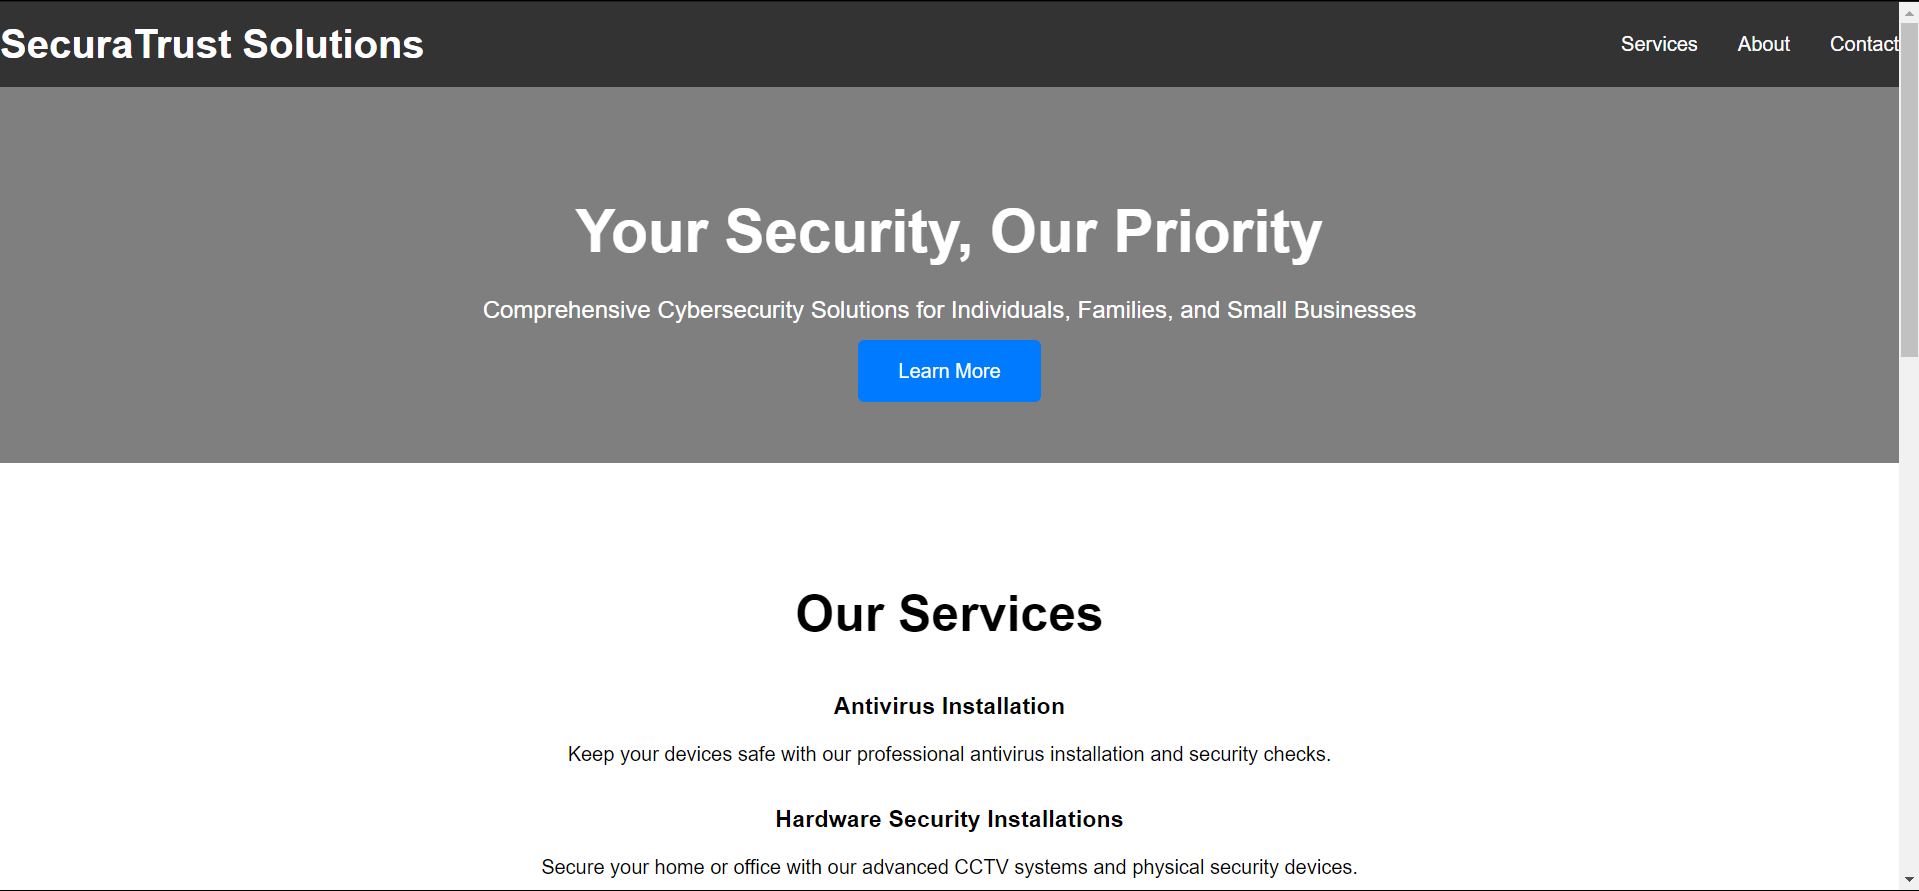 SecuraTrust Solutions
Services About Contact
Your Security, Our Priority
Comprehensive Cybersecurity Solutions for Individuals, Families, and Small Businesses
Learn More
Our Services
Antivirus Installation
Keep your devices safe with our professional antivirus installation and security checks.
Hardware Security Installations
Secure your home or office with our advanced CCTV systems and physical security devices.